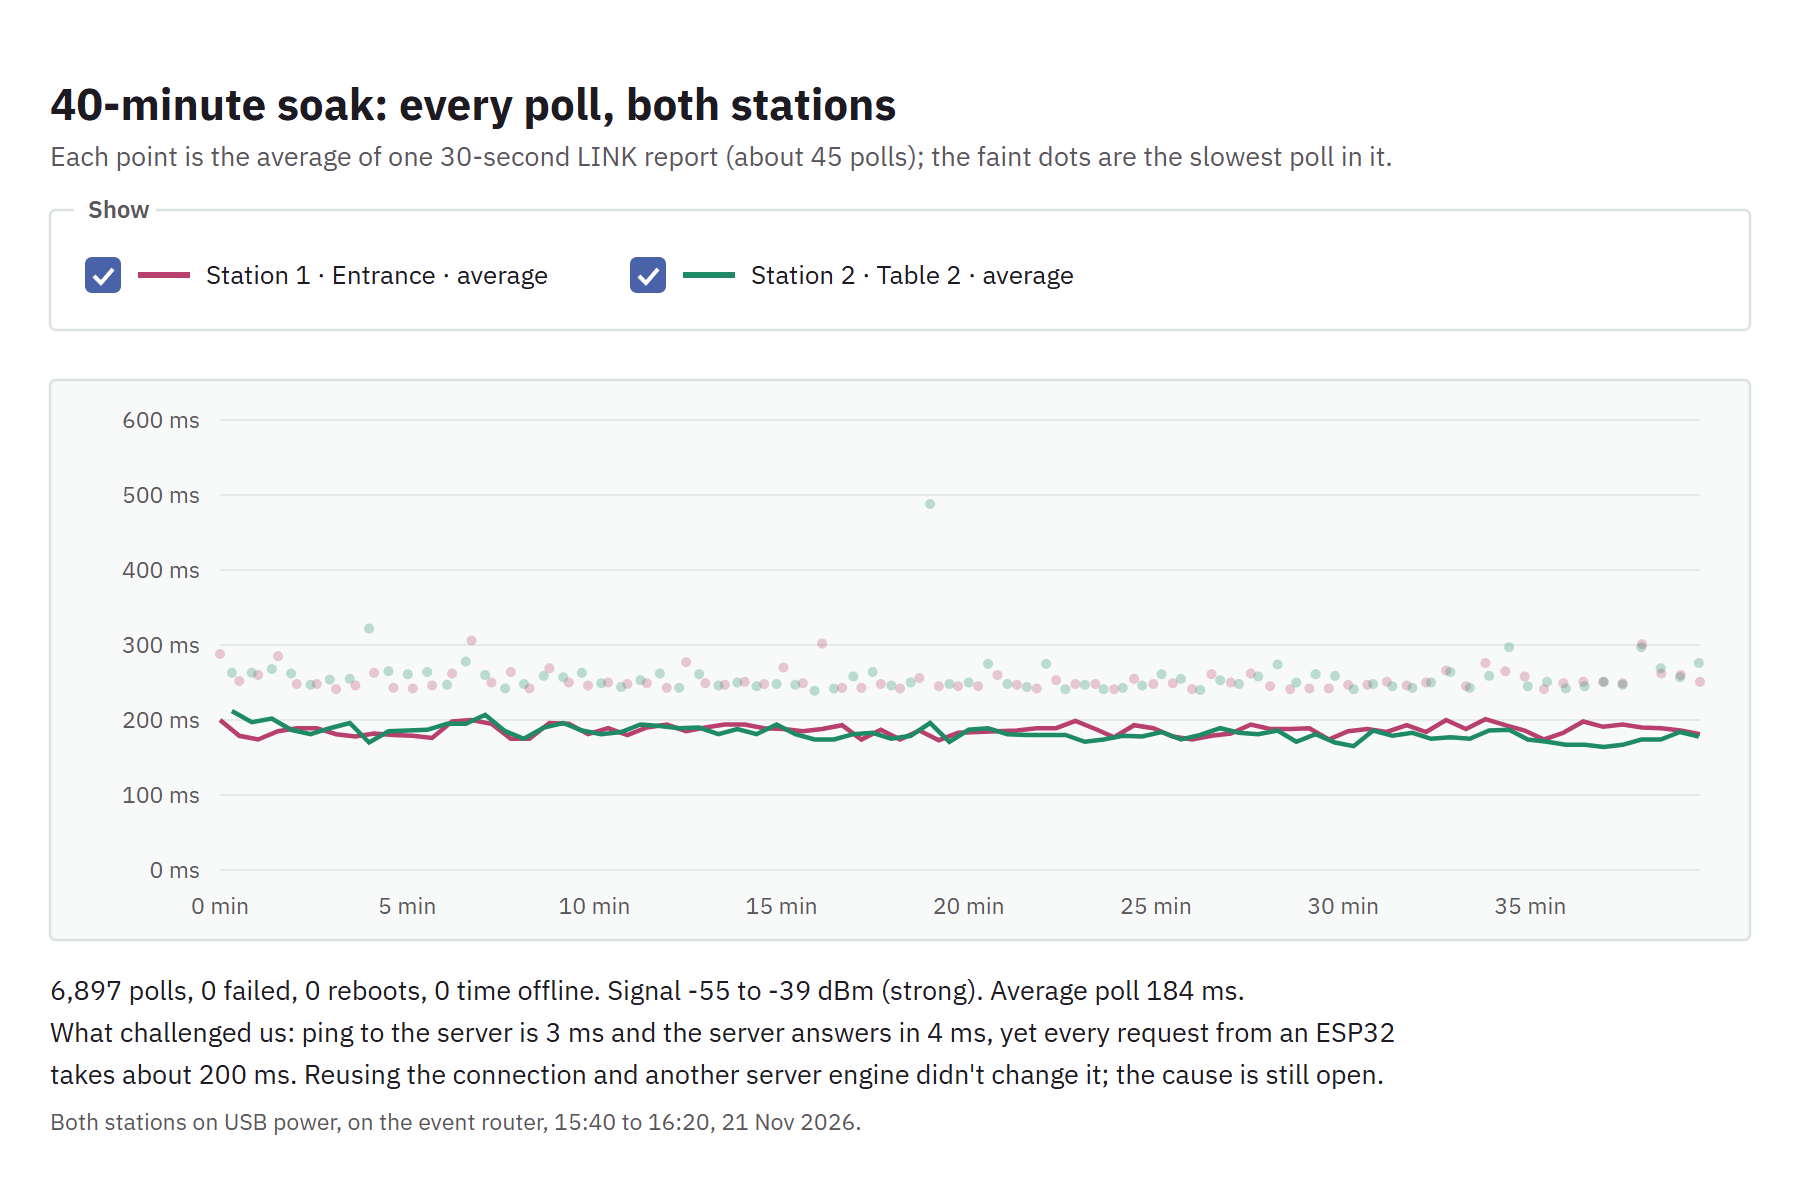 40-minute soak: every poll, both stations
Each point is the average of one 30-second LINK report (about 45 polls); the faint dots are the slowest poll in it.
Show
Station 1 · Entrance · average
Station 2 · Table 2 · average
600 ms
500 ms
400 ms
300 ms
200 ms
100 ms
0 ms
0 min
5 min
10 min
15 min
20 min
25 min
30 min
35 min
6,897 polls, 0 failed, 0 reboots, 0 time offline. Signal -55 to -39 dBm (strong). Average poll 184 ms.
What challenged us: ping to the server is 3 ms and the server answers in 4 ms, yet every request from an ESP32
takes about 200 ms. Reusing the connection and another server engine didn't change it; the cause is still open.
Both stations on USB power, on the event router, 15:40 to 16:20, 21 Nov 2026.